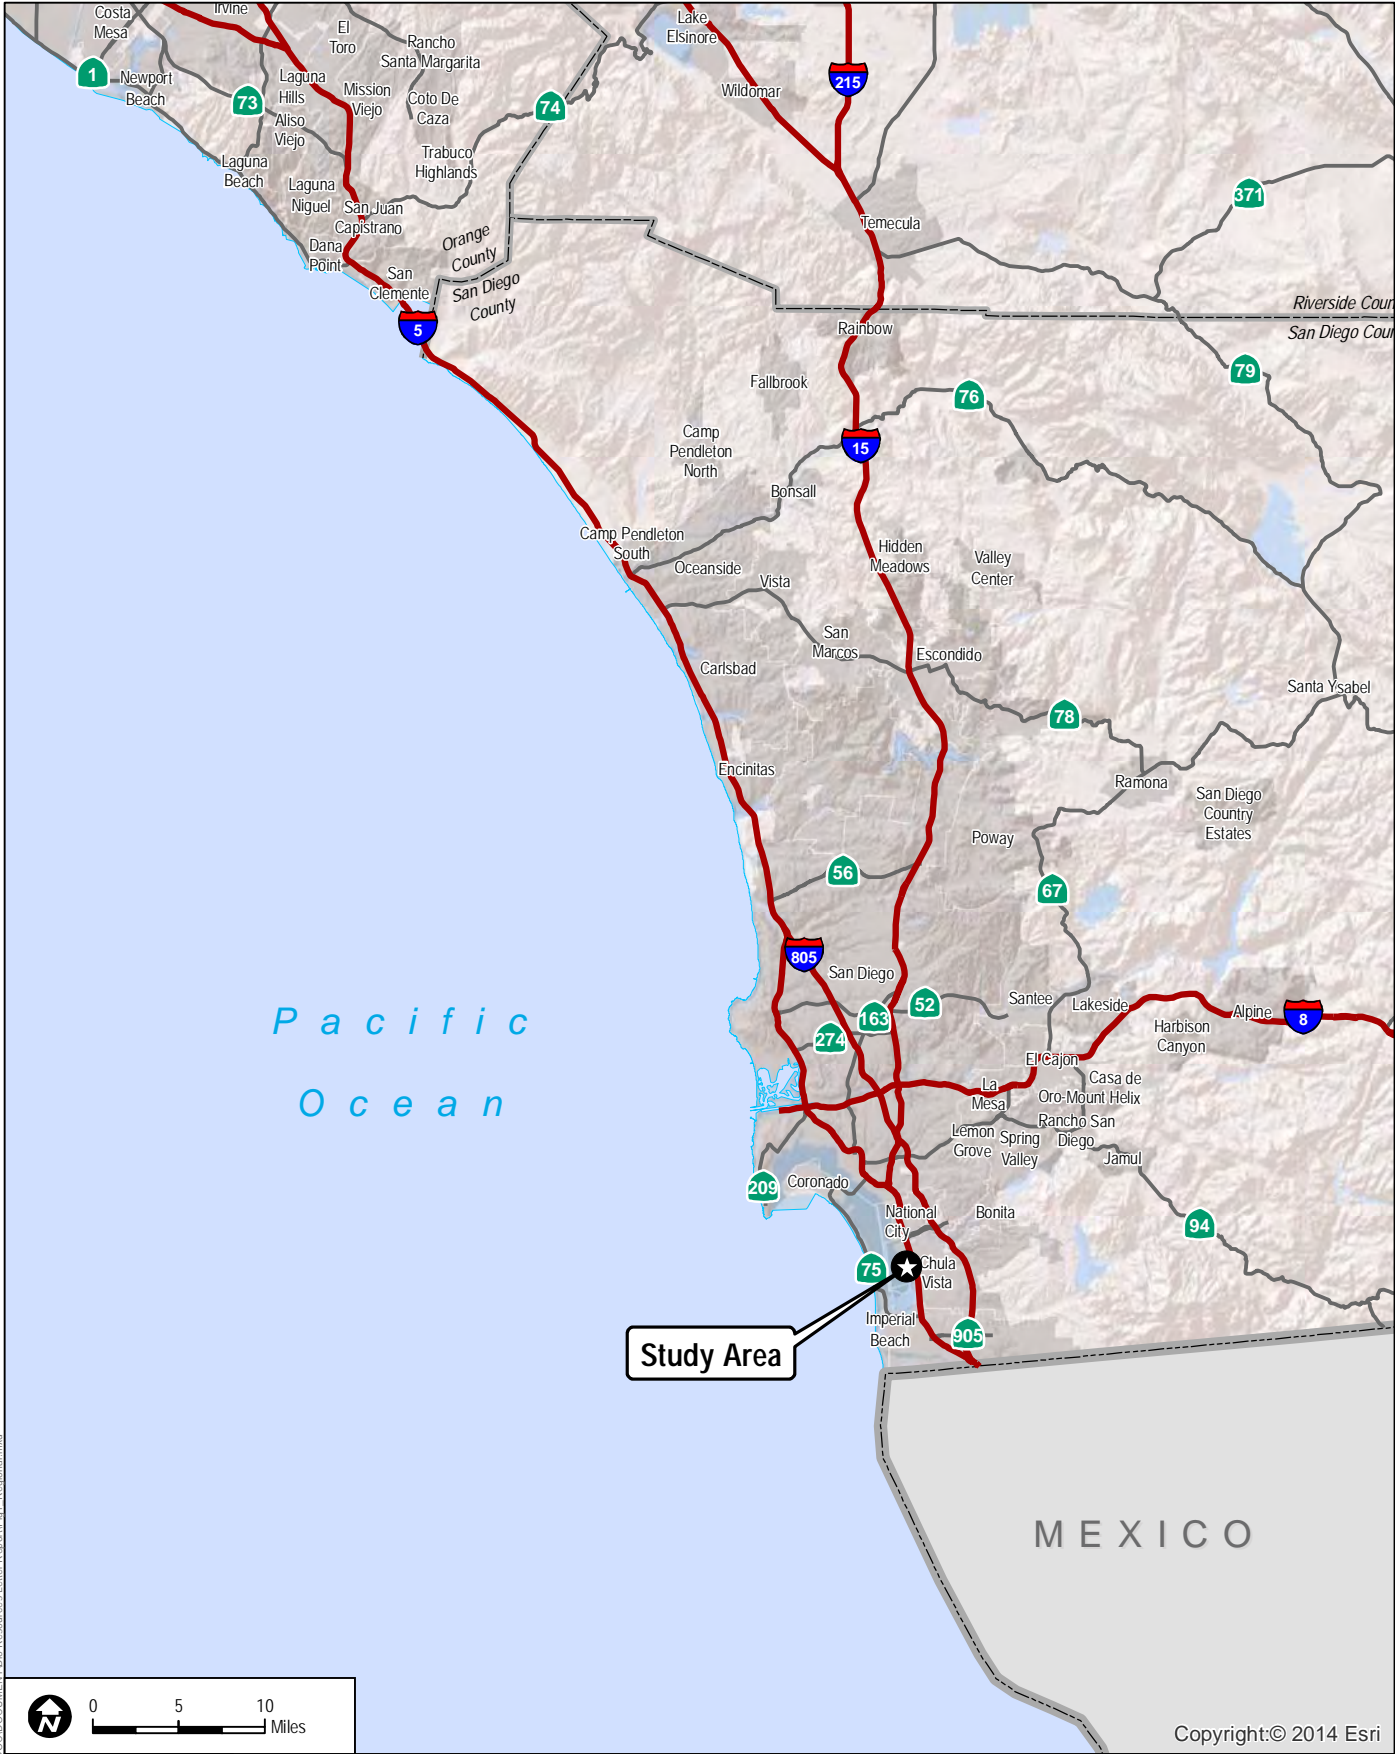 Costa
Mesa
Irvine
El
Toro
Rancho
Santa Margarita
Lake
Elsinore
1
Newport
Beach
73
Laguna
Hills
Mission
Viejo
Coto De
Caza
74
Wildomar
215
Aliso
Viejo
Trabuco
Highlands
Laguna
Beach
Laguna
Niguel
San Juan
Capistrano
371
Temecula
Dana
Point
Orange
County
San Diego
County
San
Clemente
5
Riverside Coun
San Diego Coun
Rainbow
Fallbrook
76
79
Camp
Pendleton
North
15
Bonsall
Camp Pendleton
South
Oceanside
Vista
Hidden
Meadows
Valley
Center
San
Marcos
Escondido
Carlsbad
Santa Ysabel
78
Encinitas
Ramona
San Diego
Country
Estates
Poway
56
67
805
San Diego
52
163
274
Santee
Lakeside
Alpine
8
Harbison
Canyon
El Cajon
La
Mesa
Casa de
Oro-Mount Helix
Rancho San
Diego
Lemon
Grove
Spring
Valley
Jamul
Pacific
Ocean
209
Coronado
National
City
Bonita
94
75
Chula
Vista
Imperial
Beach
905
Study Area
MEXICO
N
0 5 10
Miles
Copyright:© 2014 Esri